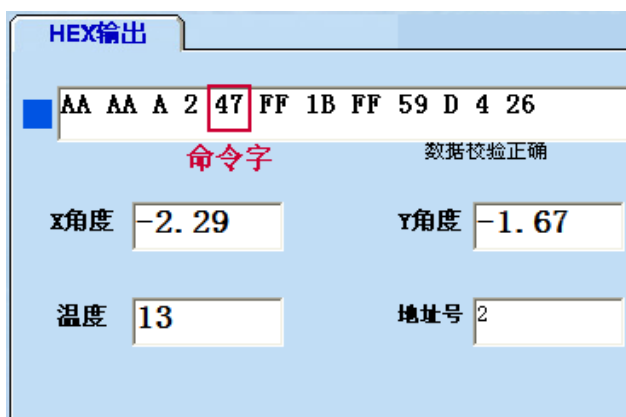 HEX输出
AA AA A 2 47 FF 1B FF 59 D 4 26
命令字 数据校验正确
X角度 -2.29 Y角度 -1.67
温度 13 地址号 2